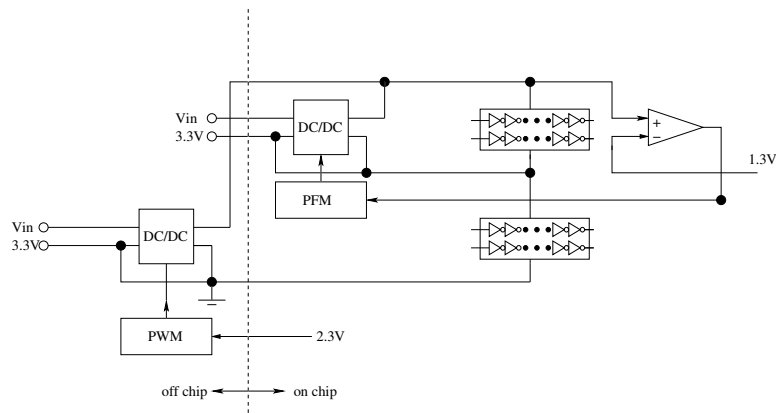 Vin
3.3V
DC/DC
PFM
+
−
1.3V
Vin
3.3V
DC/DC
PWM
2.3V
off chip
on chip